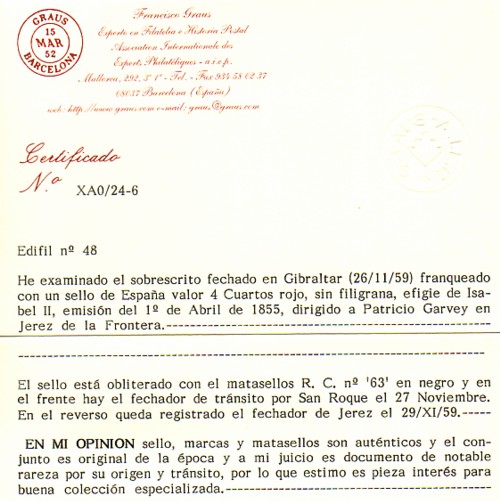 GRAUS
15
MAR
52
BARCELONA
Francisco Graus
Experto en Filatelia e Historia Postal
Association Internationale des
Experts Philatéliques - a.i.e.p.
Mallorca, 292, 3º 1ª - Tel. - Fax 934 58 02 37
08037 Barcelona (España)
web: http://www.graus.com e-mail: graus@graus.com
Certificado
N.º XA0/24-6
Edifil nº 48
He examinado el sobrescrito fechado en Gibraltar (26/11/59) franqueado
con un sello de España valor 4 Cuartos rojo, sin filigrana, efigie de Isa-
bel II, emisión del 1º de Abril de 1855, dirigido a Patricio Garvey en
Jerez de la Frontera.
El sello está obliterado con el matasellos R. C. nº '63' en negro y en
el frente hay el fechador de tránsito por San Roque el 27 Noviembre.
En el reverso queda registrado el fechador de Jerez el 29/XI/59.
EN MI OPINION sello, marcas y matasellos son auténticos y el con-
junto es original de la época y a mi juicio es documento de notable
rareza por su origen y tránsito, por lo que estimo es pieza interés para
buena colección especializada.